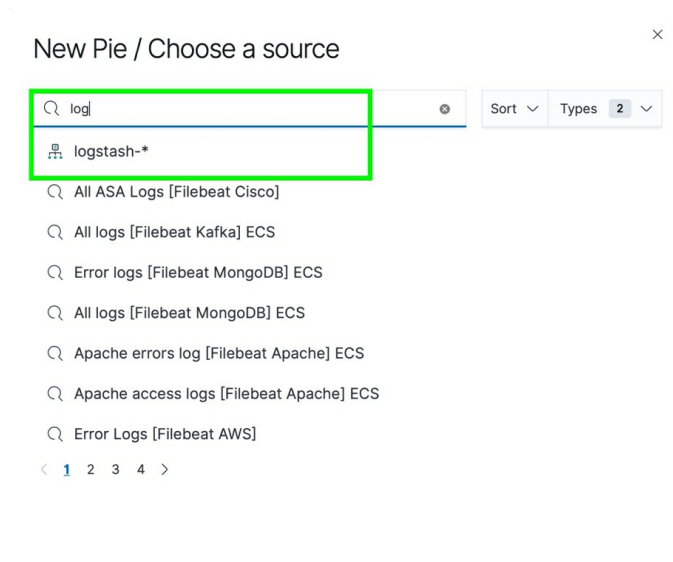 New Pie / Choose a source
log
Sort Types 2
logstash-*
All ASA Logs [Filebeat Cisco]
All logs [Filebeat Kafka] ECS
Error logs [Filebeat MongoDB] ECS
All logs [Filebeat MongoDB] ECS
Apache errors log [Filebeat Apache] ECS
Apache access logs [Filebeat Apache] ECS
Error Logs [Filebeat AWS]
1 2 3 4